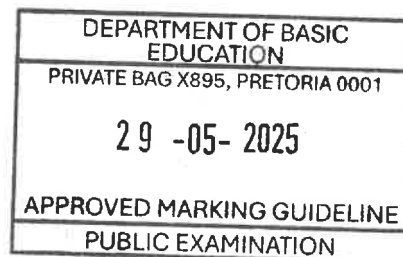 DEPARTMENT OF BASIC
EDUCATION
PRIVATE BAG X895, PRETORIA 0001
29 -05- 2025
APPROVED MARKING GUIDELINE
PUBLIC EXAMINATION